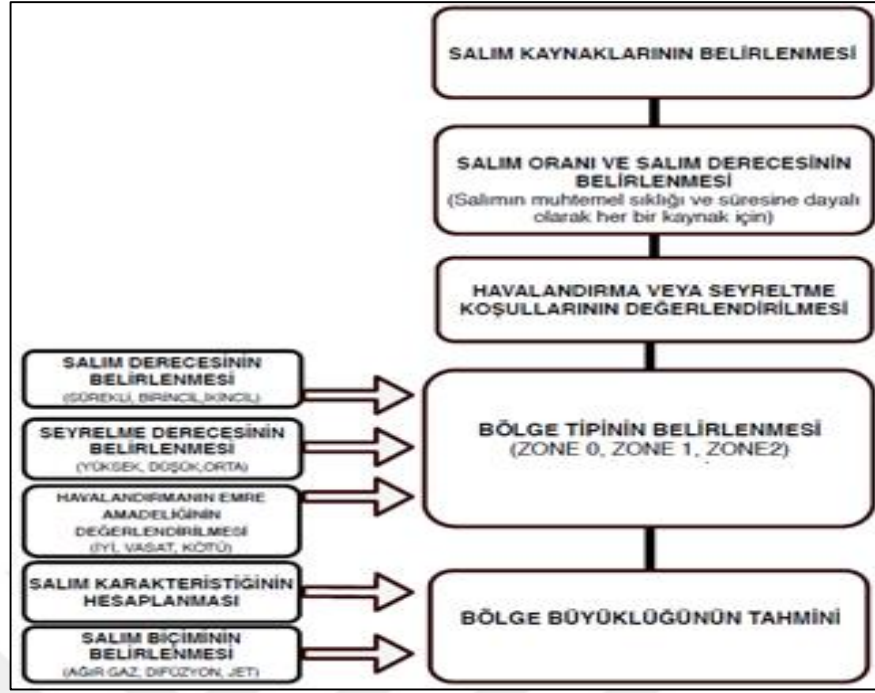 SALIM KAYNAKLARININ BELİRLENMESİ
SALIM ORANI VE SALIM DERECESİNİN
BELİRLENMESİ
(Salımın muhtemel sıklığı ve süresine dayalı
olarak her bir kaynak için)
HAVALANDIRMA VEYA SEYRELTME
KOŞULLARININ DEĞERLENDİRİLMESİ
SALIM DERECESİNİN
BELİRLENMESİ
(SÜREKLİ, BİRİNCİL,İKİNCİL)
SEYRELME DERECESİNİN
BELİRLENMESİ
(YÜKSEK, DÜŞÜK,ORTA)
HAVALANDIRMANIN EMRE
AMADELİĞİNİN
DEĞERLENDİRİLMESİ
(İYİ, VASAT, KÖTÜ)
BÖLGE TİPİNİN BELİRLENMESİ
(ZONE 0, ZONE 1, ZONE2)
SALIM KARAKTERİSTİĞİNİN
HESAPLANMASI
SALIM BİÇİMİNİN
BELİRLENMESİ
(AĞIR GAZ, DIFÜZYON, JET)
BÖLGE BÜYÜKLÜĞÜNÜN TAHMİNİ